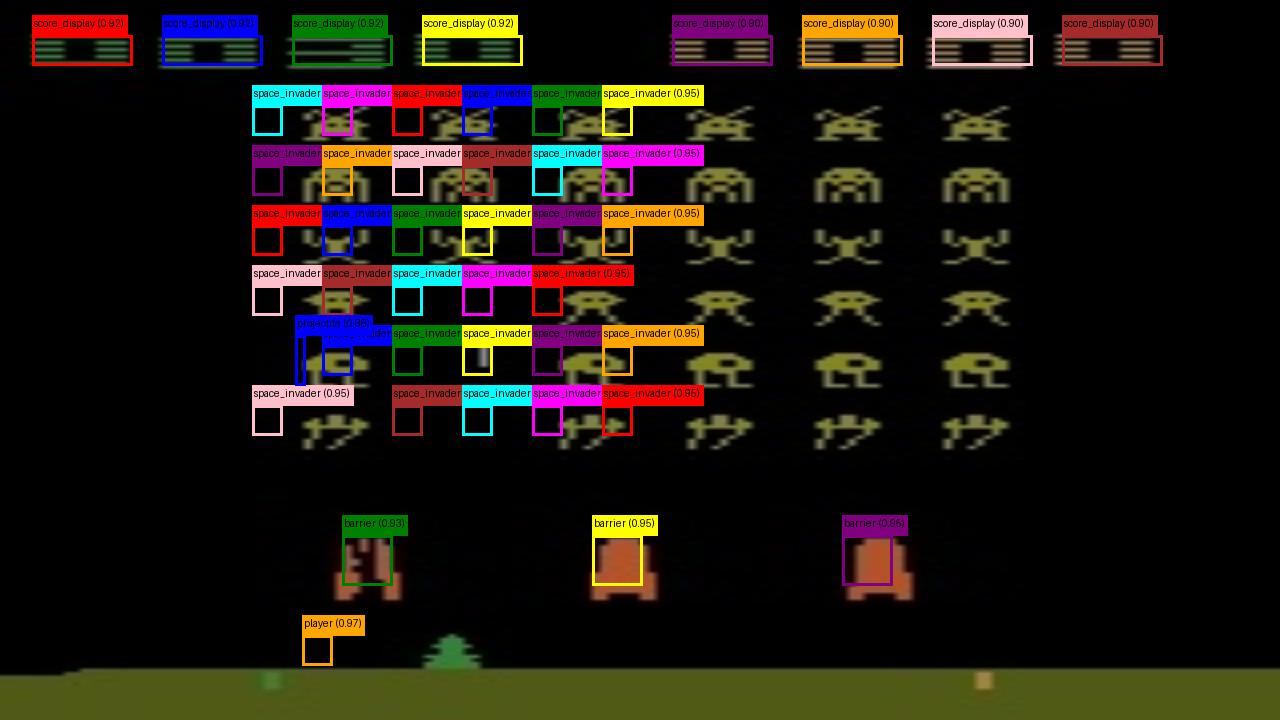 score_display (0.92) score_display (0.92) score_display (0.92) score_display (0.92) score_display (0.90) score_display (0.90) score_display (0.90) score_display (0.90)
space_invader space_invader space_invader space_invader space_invader space_invader (0.95)
space_invader space_invader space_invader space_invader space_invader space_invader (0.95)
space_invader space_invader space_invader space_invader space_invader space_invader (0.95)
space_invader space_invader space_invader space_invader space_invader (0.95)
projectile
space_invader space_invader space_invader space_invader space_invader (0.95)
space_invader (0.95) space_invader space_invader space_invader space_invader (0.95)
barrier (0.93) barrier (0.95) barrier
player (0.97)